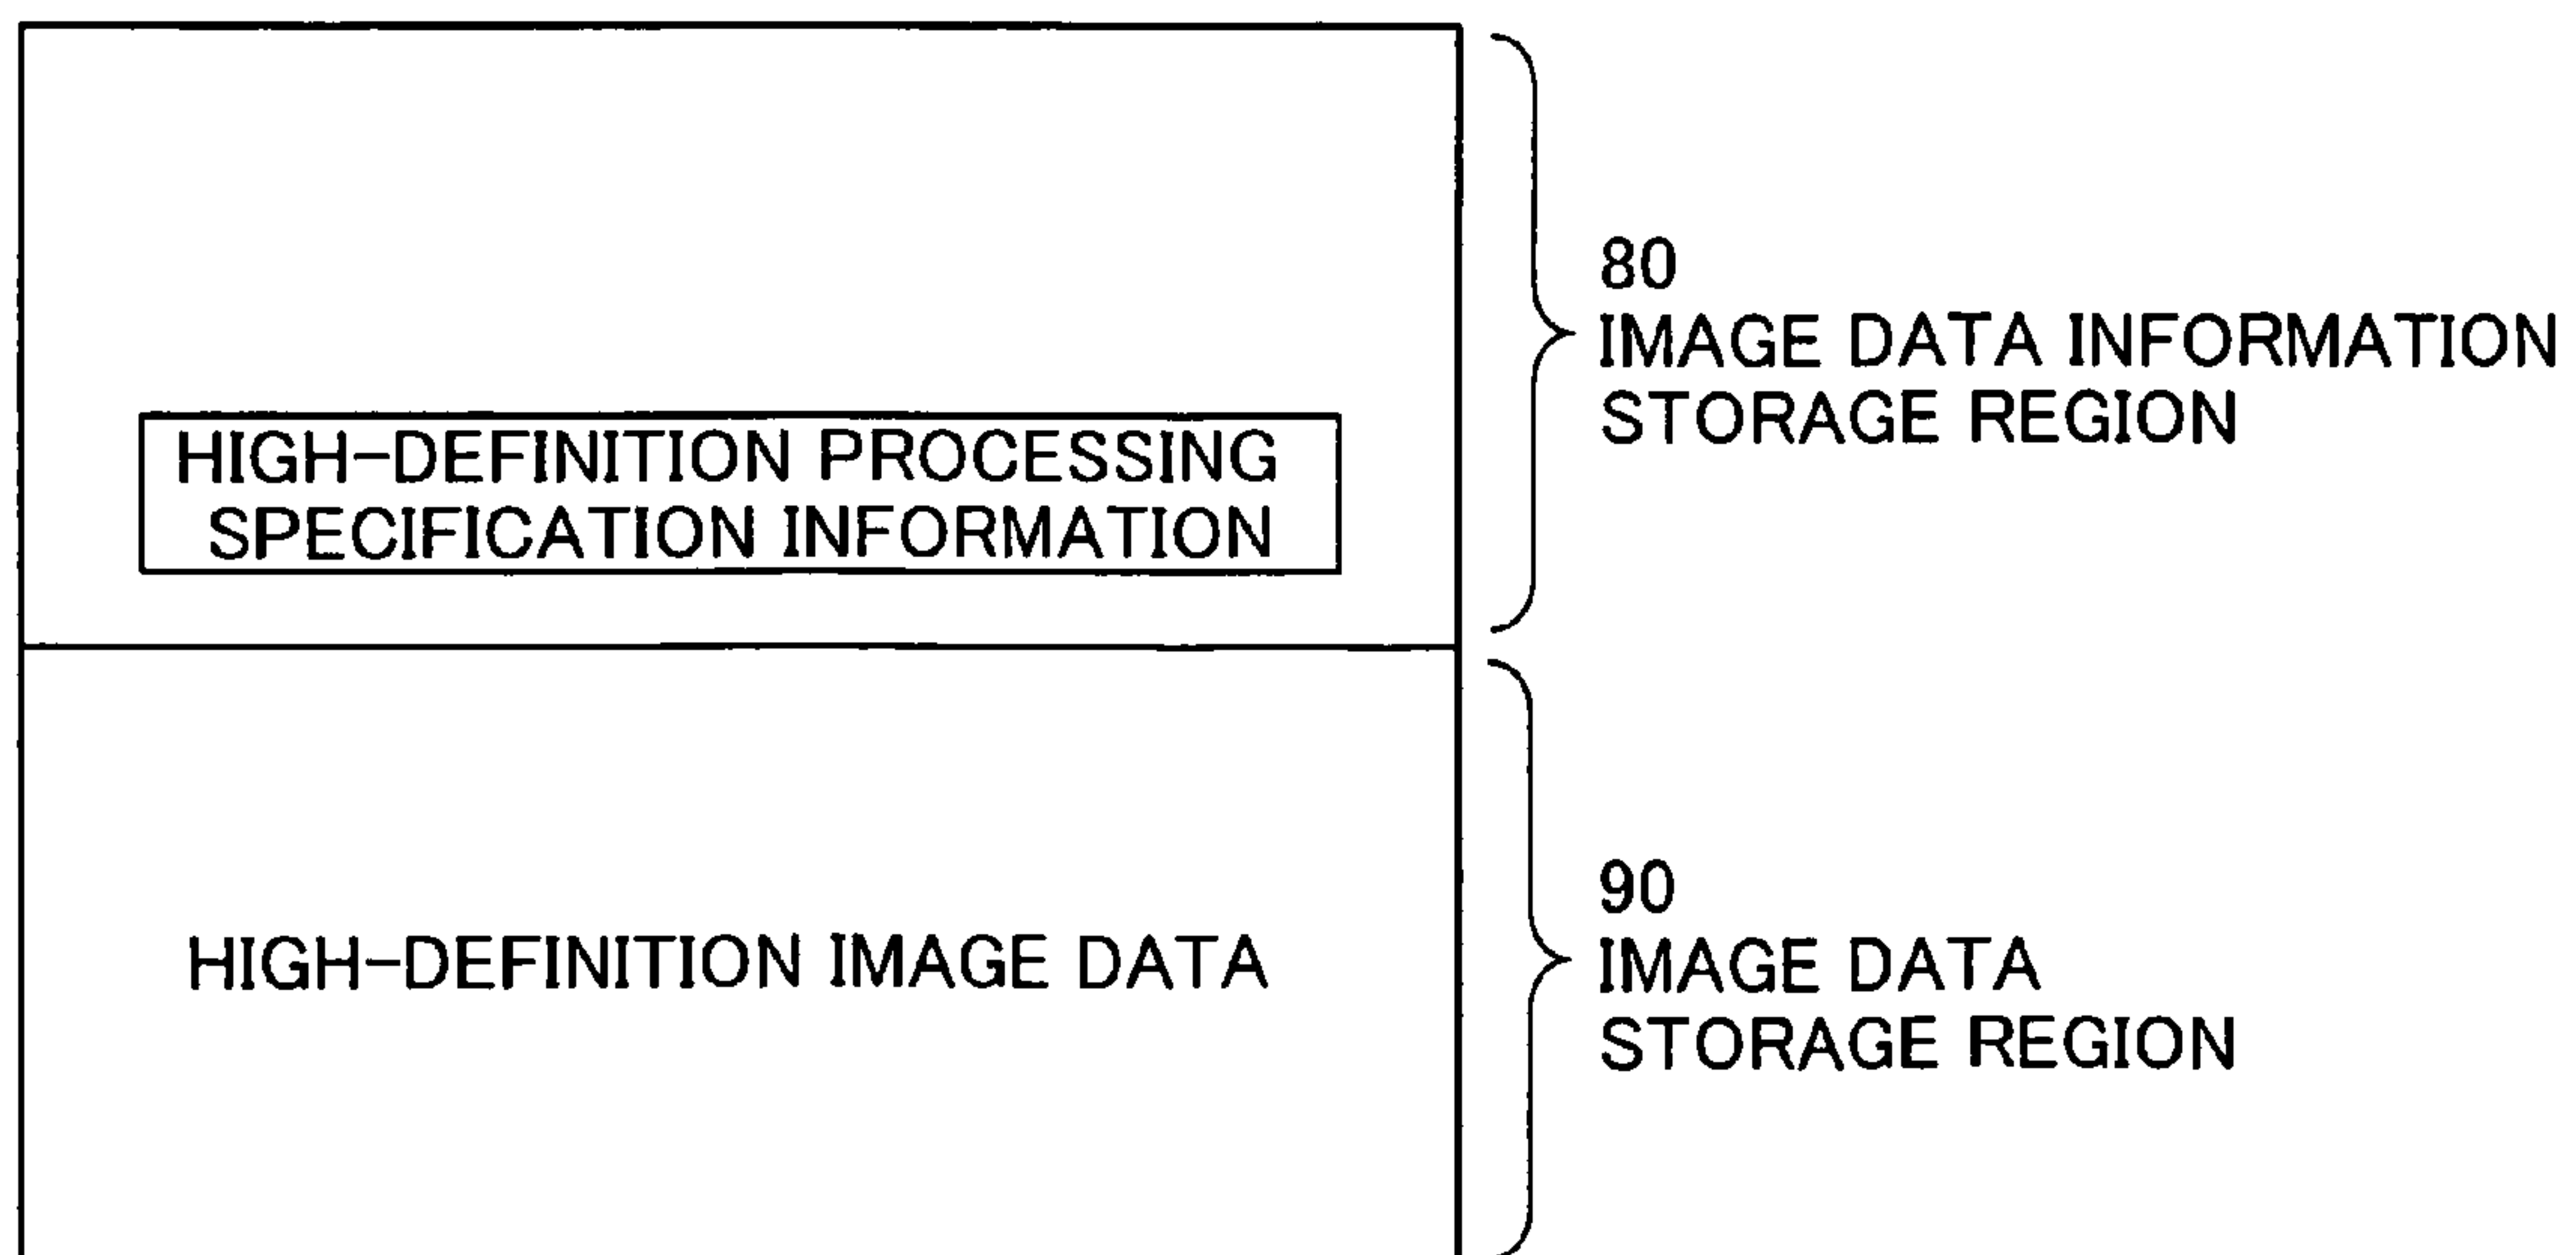 80
IMAGE DATA INFORMATION
STORAGE REGION
HIGH-DEFINITION PROCESSING
SPECIFICATION INFORMATION
90
IMAGE DATA
STORAGE REGION
HIGH-DEFINITION IMAGE DATA